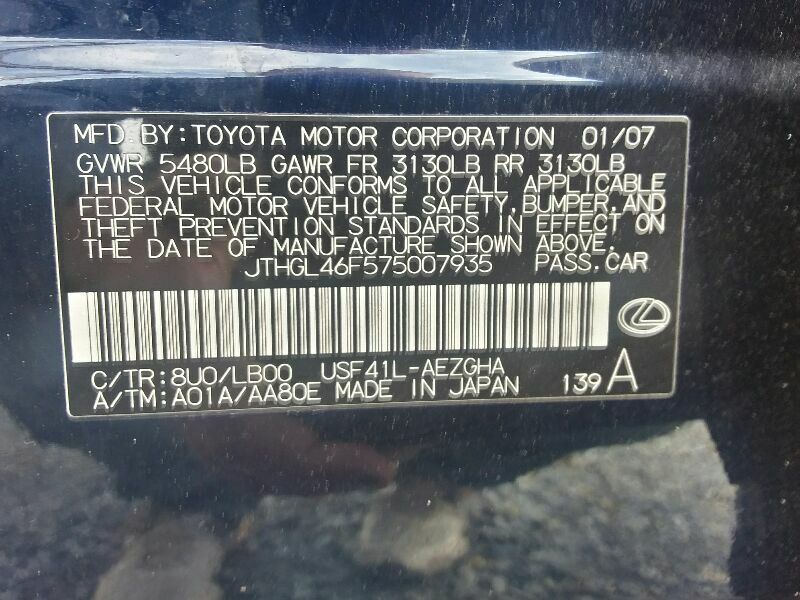 MFD. BY: TOYOTA MOTOR CORPORATION 01/07
GVWR 5480LB GAWR FR 3130LB RR 3130LB
THIS VEHICLE CONFORMS TO ALL APPLICABLE
FEDERAL MOTOR VEHICLE SAFETY, BUMPER, AND
THEFT PREVENTION STANDARDS IN EFFECT ON
THE DATE OF MANUFACTURE SHOWN ABOVE.
JTHGL46F575007935 PASS. CAR
C/TR: 8U0/LB00 USF41L-AEZGHA
A/TM: A01A/AA80E MADE IN JAPAN 139 A